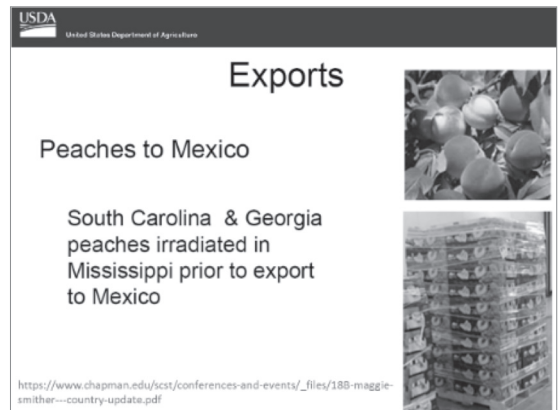 USDA
United States Department of Agriculture
Exports
Peaches to Mexico
South Carolina & Georgia
peaches irradiated in
Mississippi prior to export
to Mexico
https://www.chapman.edu/scst/conferences-and-events/_files/18B-maggie-
smither---country-update.pdf